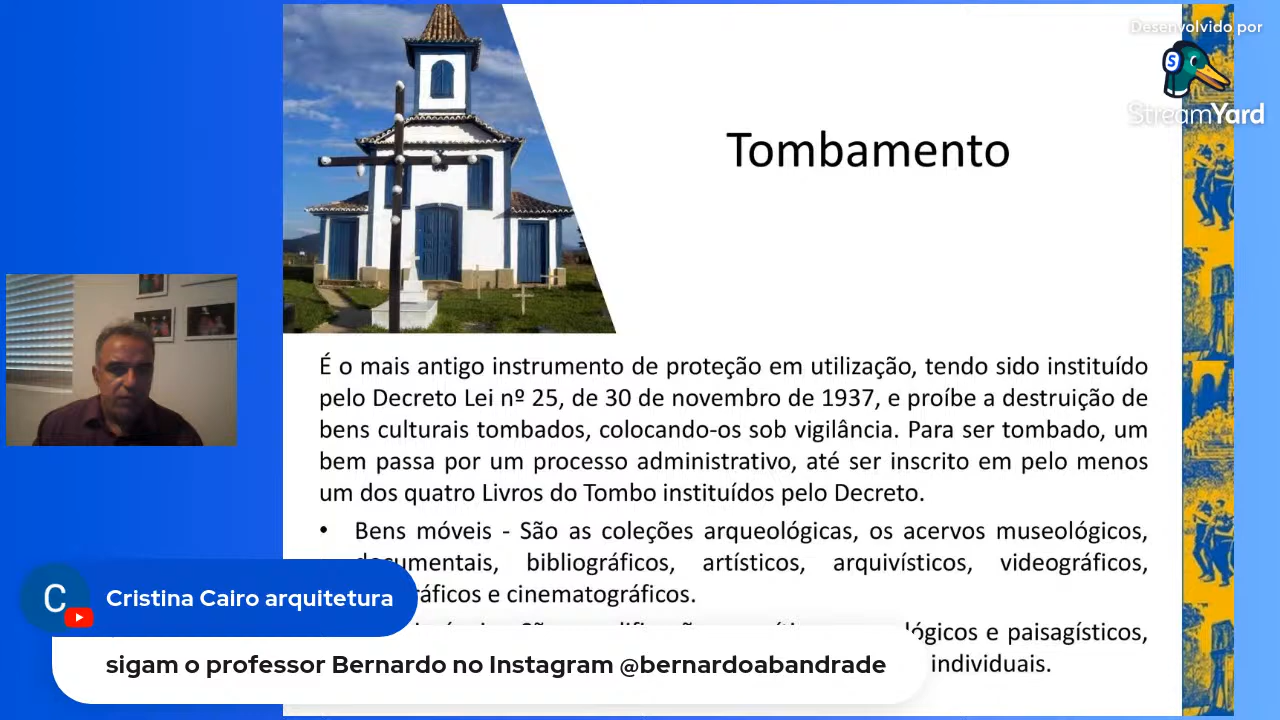 Desenvolvido por
S
StreamYard
Tombamento
É o mais antigo instrumento de proteção em utilização, tendo sido instituído
pelo Decreto Lei nº 25, de 30 de novembro de 1937, e proíbe a destruição de
bens culturais tombados, colocando-os sob vigilância. Para ser tombado, um
bem passa por um processo administrativo, até ser inscrito em pelo menos
um dos quatro Livros do Tombo instituídos pelo Decreto.
• Bens móveis - São as coleções arqueológicas, os acervos museológicos,
bibliográficos, artísticos, arquivísticos, videográficos,
e cinematográficos.
e paisagísticos,
individuais.
C
Cristina Cairo arquitetura
sigam o professor Bernardo no Instagram @bernardoabandrade